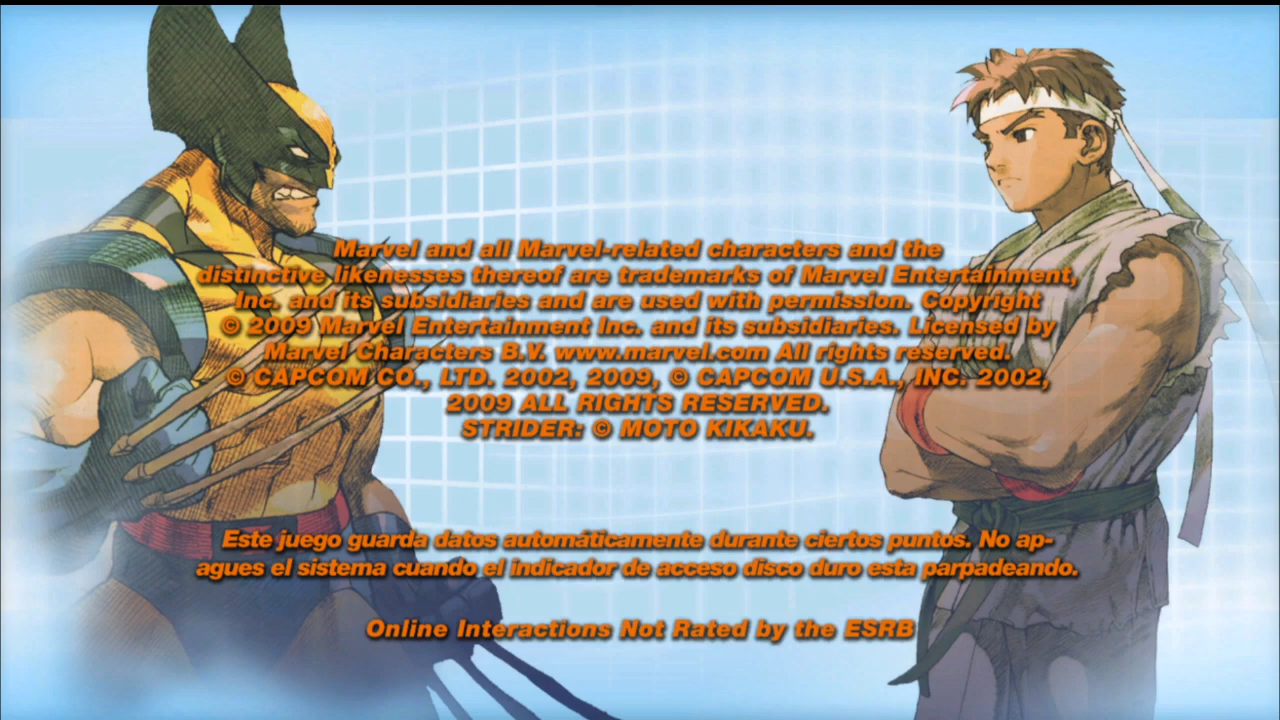 Marvel and all Marvel-related characters and the
distinctive likenesses thereof are trademarks of Marvel Entertainment,
Inc. and its subsidiaries and are used with permission. Copyright
© 2009 Marvel Entertainment Inc. and its subsidiaries. Licensed by
Marvel Characters B.V. www.marvel.com All rights reserved.
© CAPCOM CO., LTD. 2002, 2009, © CAPCOM U.S.A., INC. 2002,
2009 ALL RIGHTS RESERVED.
STRIDER: © MOTO KIKAKU.
Este juego guarda datos automáticamente durante ciertos puntos. No ap-
agues el sistema cuando el indicador de acceso disco duro esta parpadeando.
Online Interactions Not Rated by the ESRB